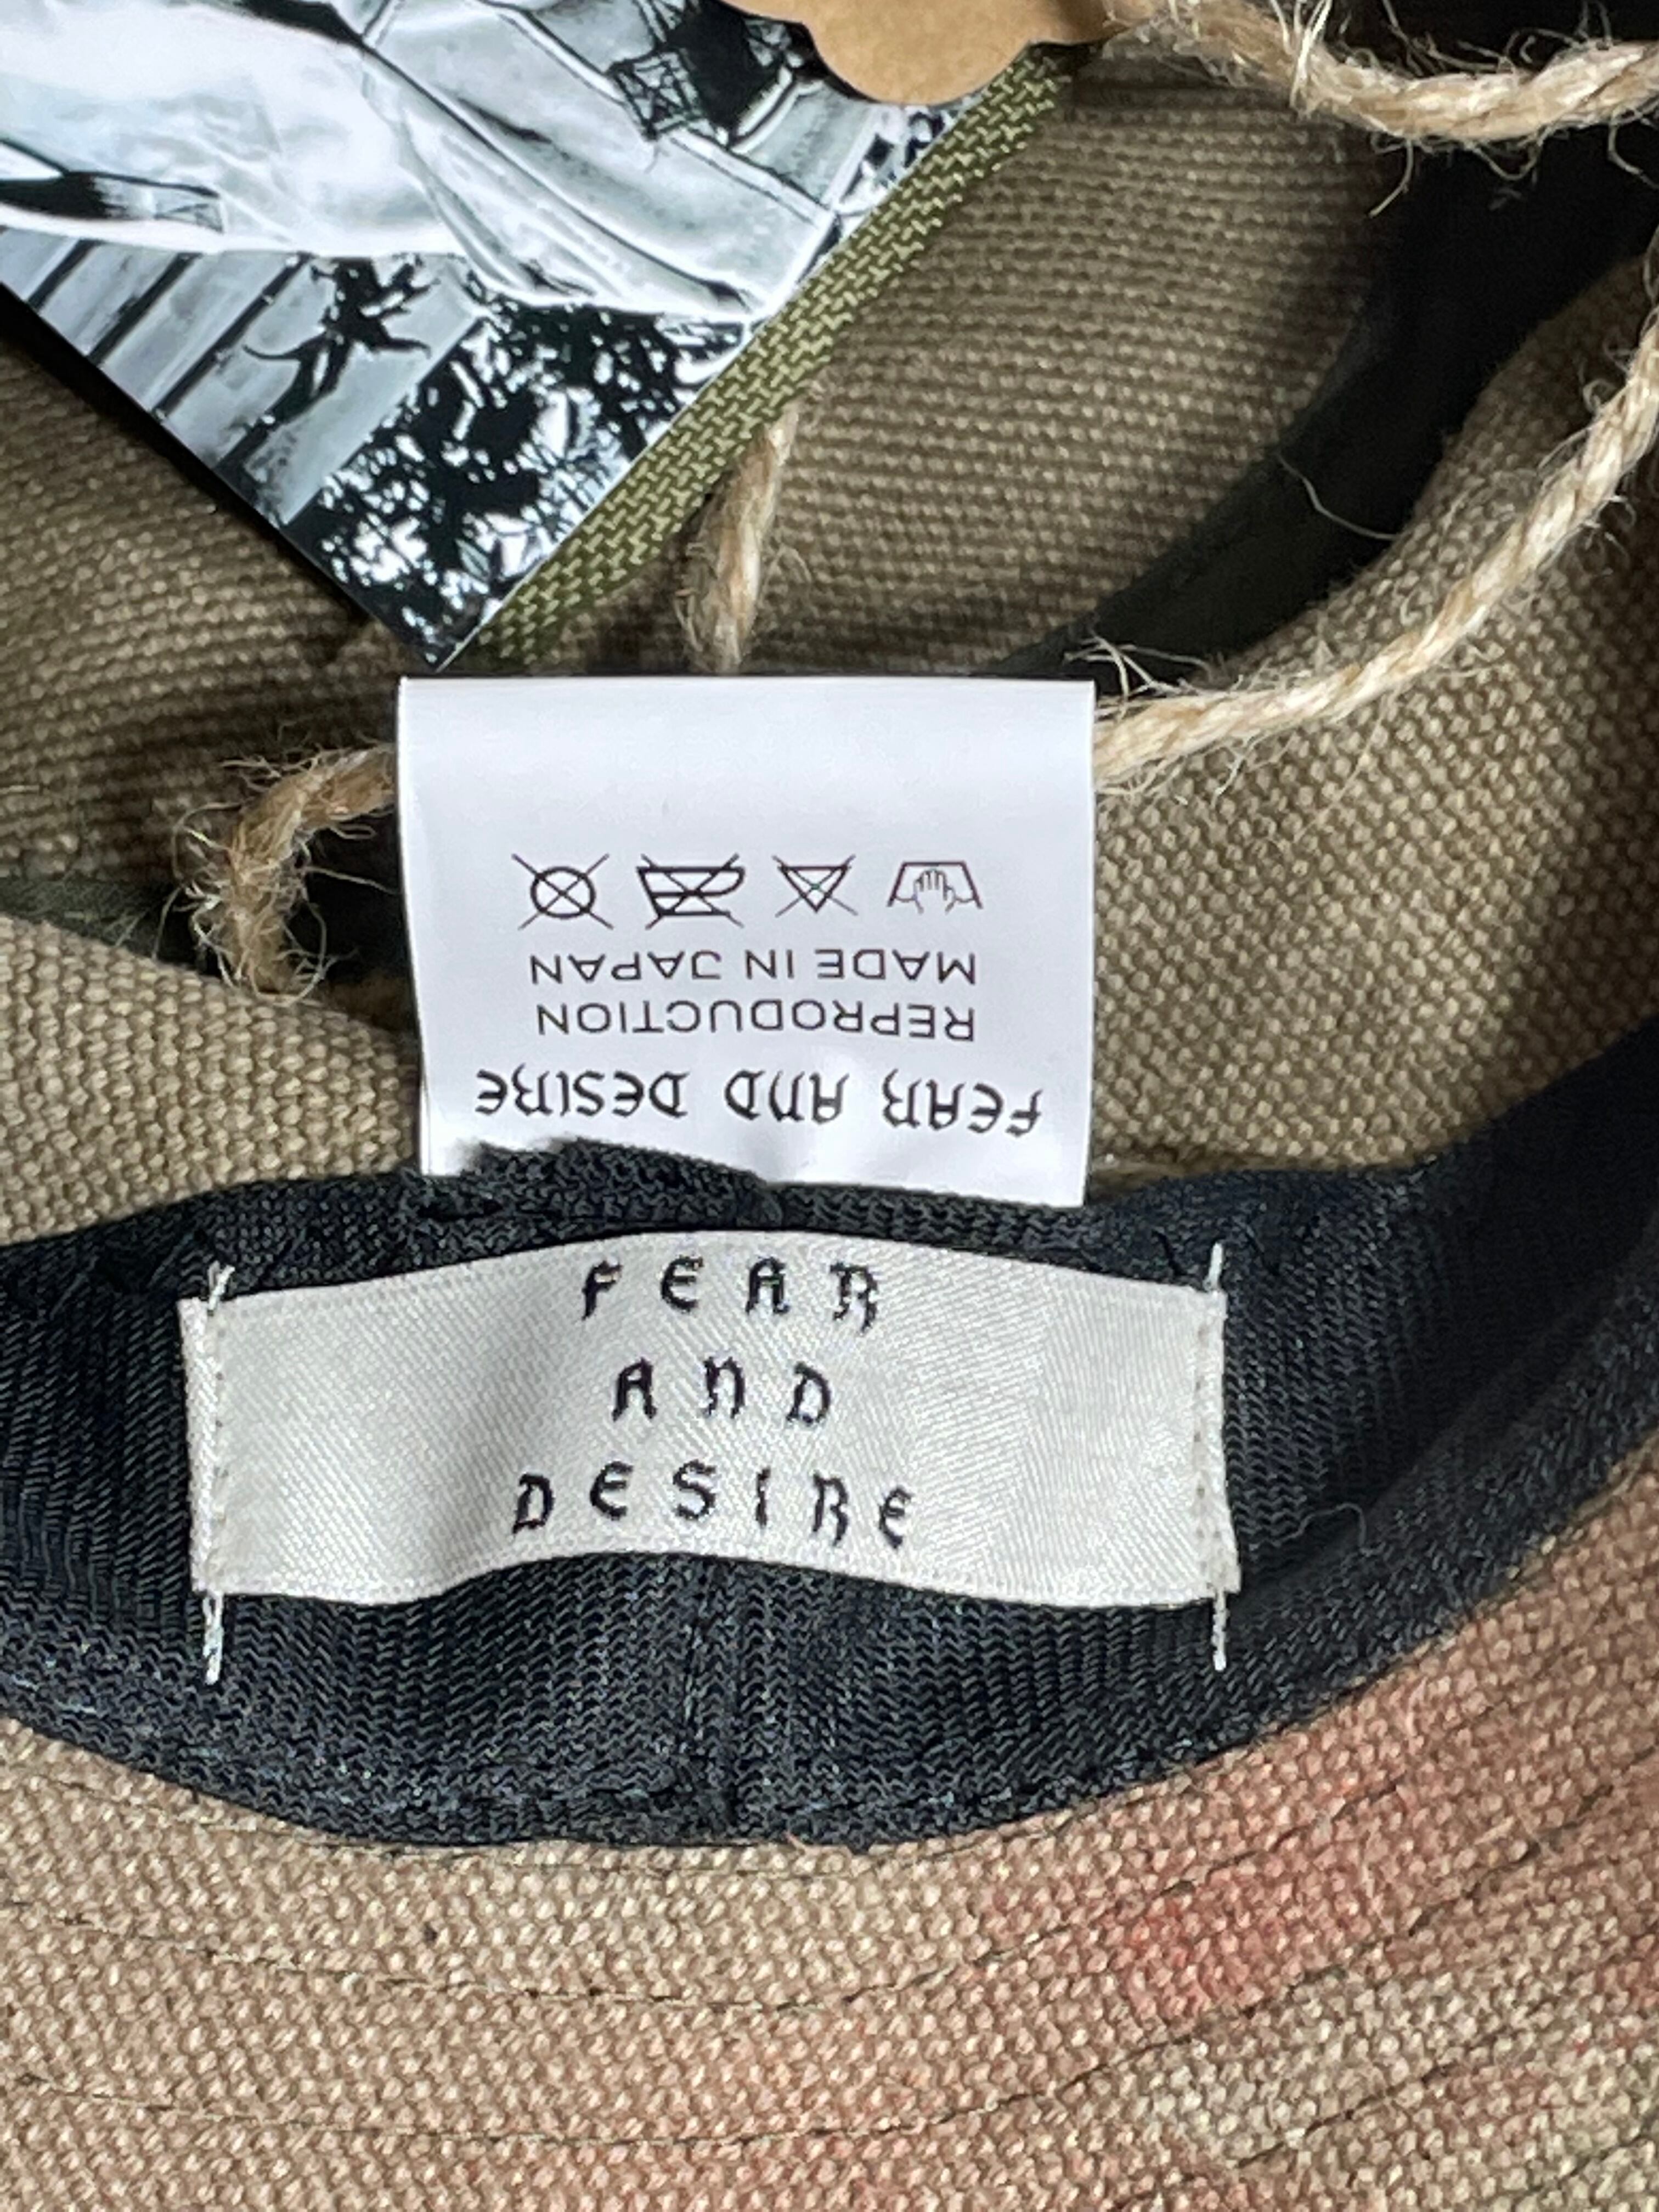 FEAR AND DESIRE
REPRODUCTION
MADE IN JAPAN
FEAR
AND
DESIRE